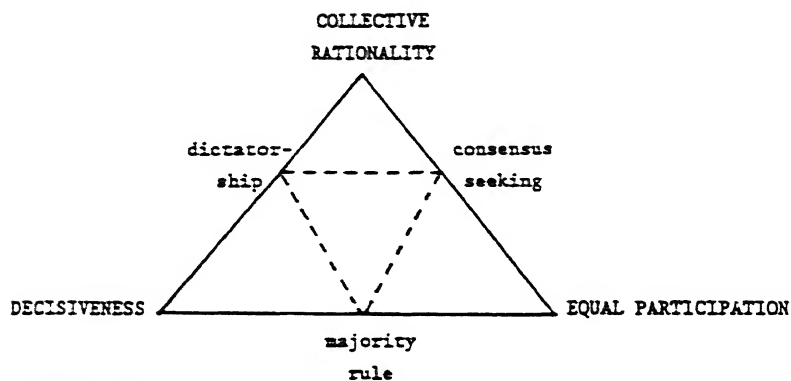 COLLECTIVE
RATIONALITY
dictator-
ship
consensus
seeking
DECISIVENESS
EQUAL PARTICIPATION
majority
rule